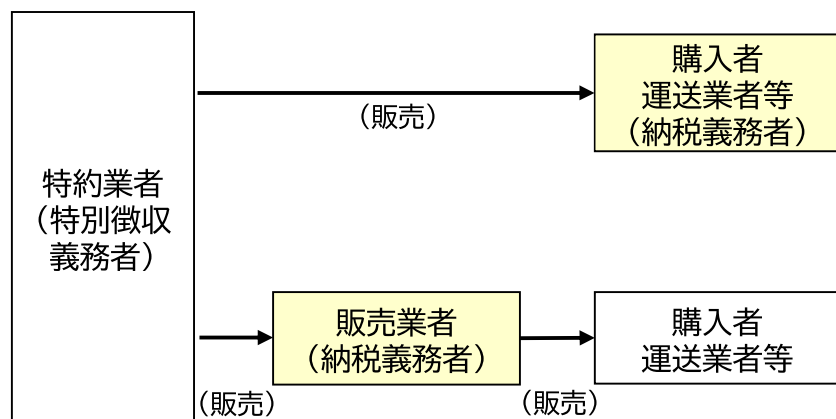 特約業者
（特別徴収
義務者）
（販売）
購入者
運送業者等
（納税義務者）
（販売）
販売業者
（納税義務者）
（販売）
購入者
運送業者等